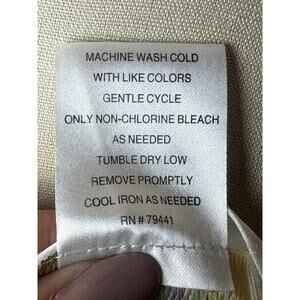 MACHINE WASH COLD
WITH LIKE COLORS
GENTLE CYCLE
ONLY NON-CHLORINE BLEACH
AS NEEDED
TUMBLE DRY LOW
REMOVE PROMPTLY
COOL IRON AS NEEDED
RN # 79441